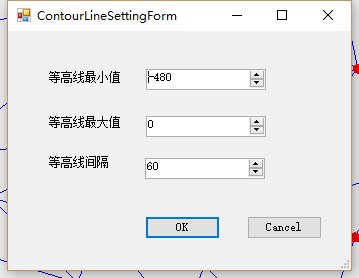 ContourLineSettingForm
等高线最小值 -480
等高线最大值 0
等高线间隔 60
OK Cancel